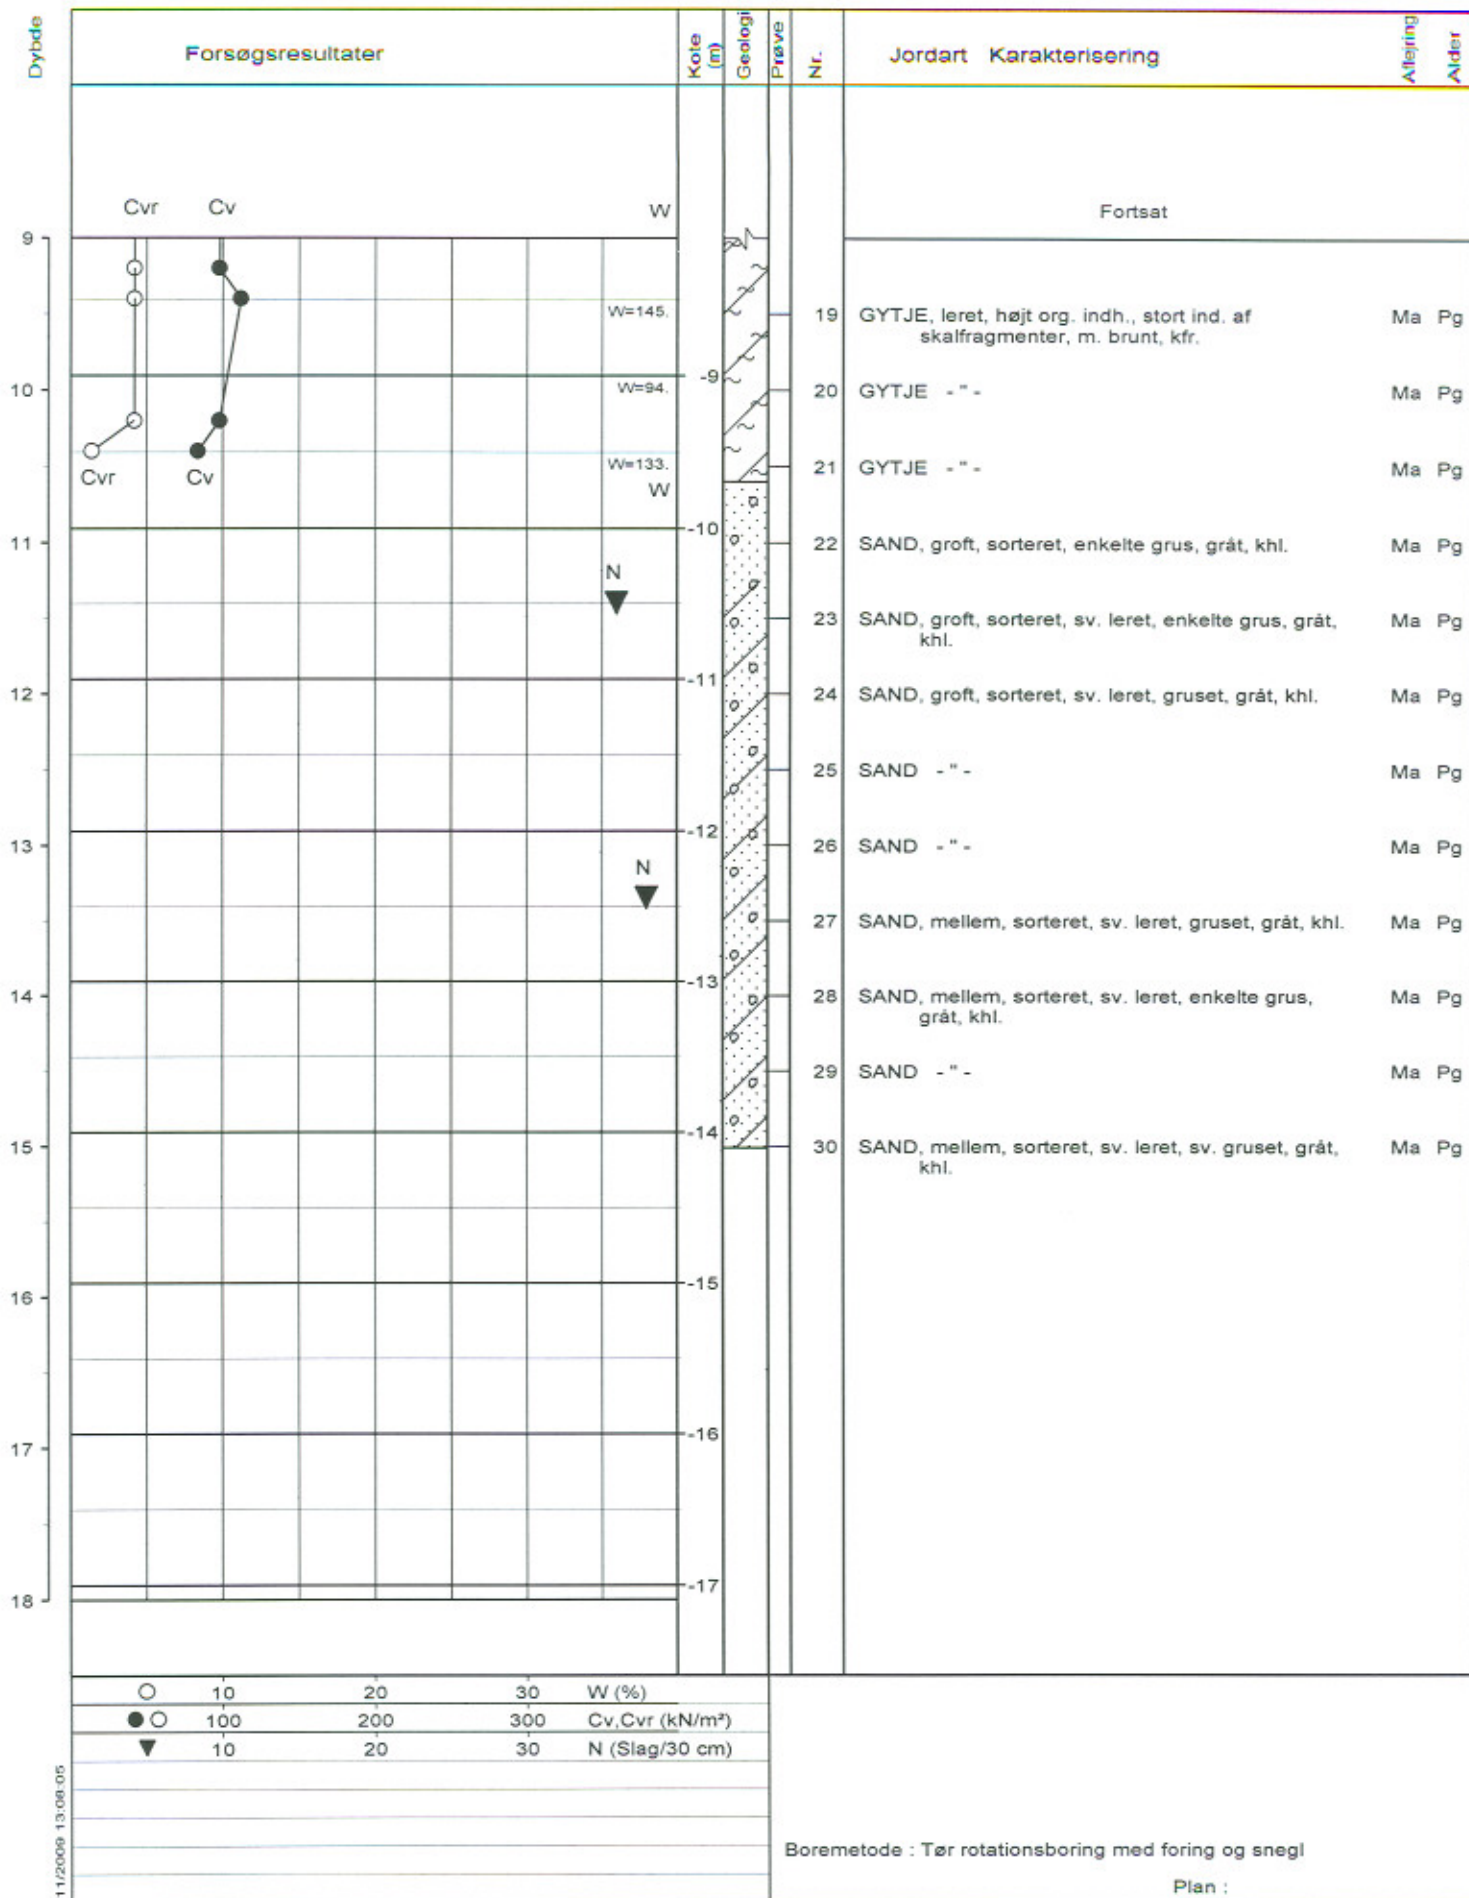 Dybde Forsøgsresultater Kote (m) Geologi Prøve Nr. Jordart Karakterisering Aflejring Alder
Cvr Cv W Fortsat
9
W=145. 19 GYTJE, leret, højt org. indh., stort ind. af Ma Pg
skalfragmenter, m. brunt, kfr.
-9
10 W=94. 20 GYTJE - " - Ma Pg
W=133. 21 GYTJE - " - Ma Pg
Cvr Cv W
-10
11 22 SAND, groft, sorteret, enkelte grus, gråt, khl. Ma Pg
N
23 SAND, groft, sorteret, sv. leret, enkelte grus, gråt, Ma Pg
khl.
-11
12 24 SAND, groft, sorteret, sv. leret, gruset, gråt, khl. Ma Pg
25 SAND - " - Ma Pg
-12
13 26 SAND - " - Ma Pg
N
27 SAND, mellem, sorteret, sv. leret, gruset, gråt, khl. Ma Pg
-13
14 28 SAND, mellem, sorteret, sv. leret, enkelte grus, Ma Pg
gråt, khl.
29 SAND - " - Ma Pg
-14
15 30 SAND, mellem, sorteret, sv. leret, sv. gruset, gråt, Ma Pg
khl.
-15
16
-16
17
-17
18
10 20 30 W (%)
100 200 300 Cv,Cvr (kN/m²)
10 20 30 N (Slag/30 cm)
11/2009 13:08:05
Boremetode : Tør rotationsboring med foring og snegl
Plan :